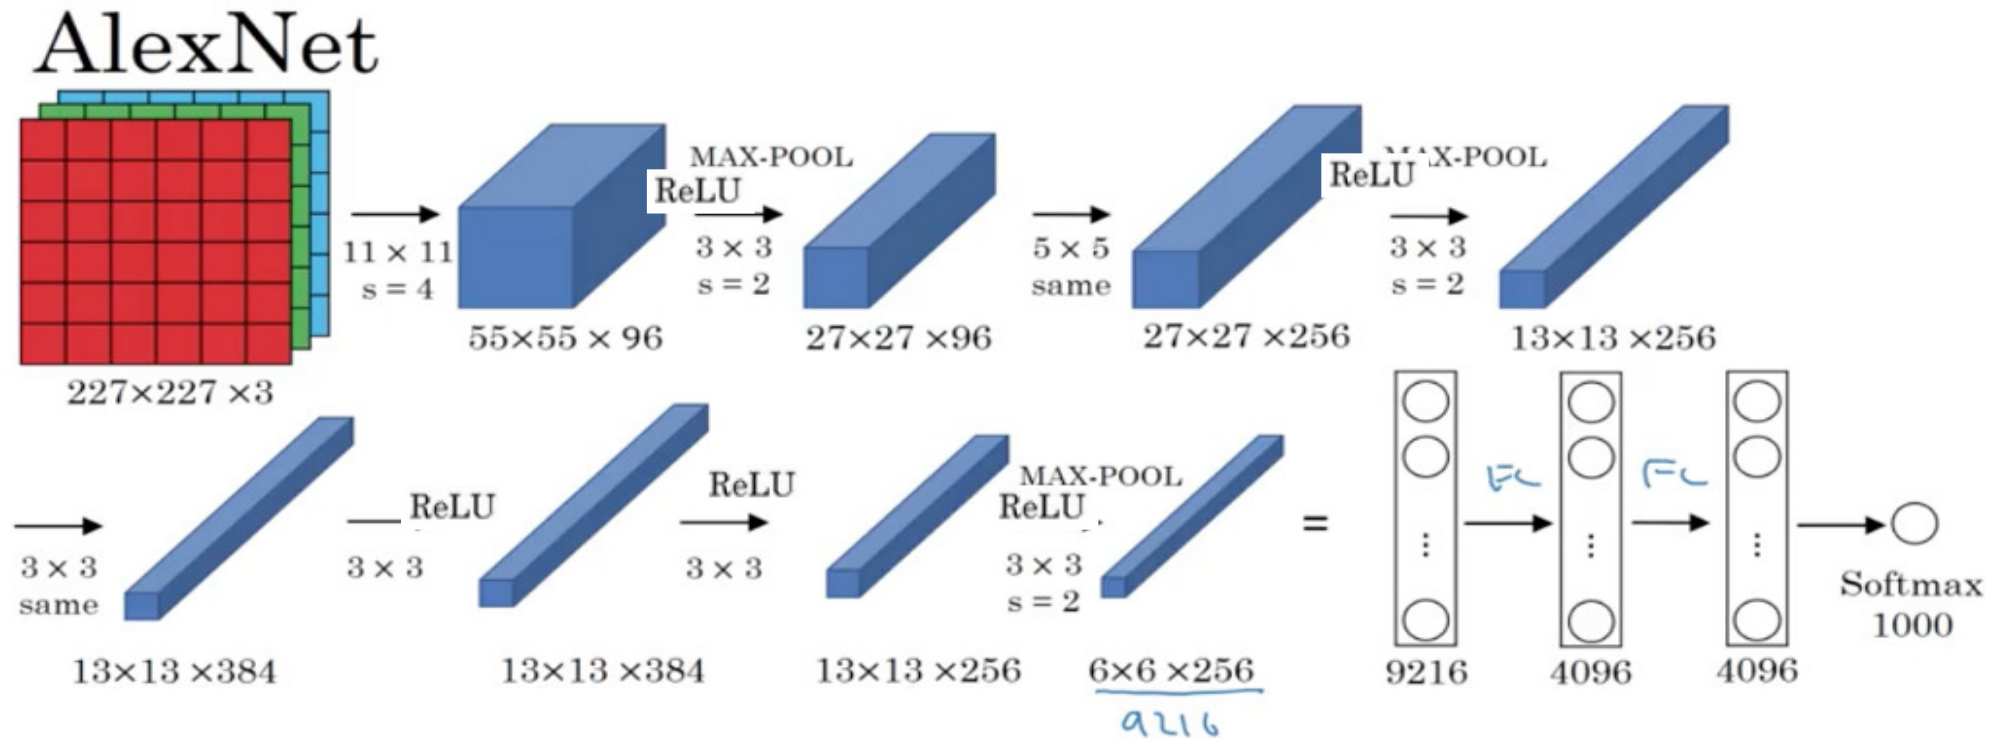 AlexNet
227×227 ×3
11 × 11
s = 4
55×55 × 96
MAX-POOL
ReLU
3 × 3
s = 2
27×27 ×96
5 × 5
same
27×27 ×256
MAX-POOL
ReLU
3 × 3
s = 2
13×13 ×256
3 × 3
same
13×13 ×384
ReLU
3 × 3
13×13 ×384
ReLU
3 × 3
13×13 ×256
MAX-POOL
ReLU
3 × 3
s = 2
6×6 ×256
9216
=
...
9216
FC
...
4096
FC
...
4096
Softmax
1000